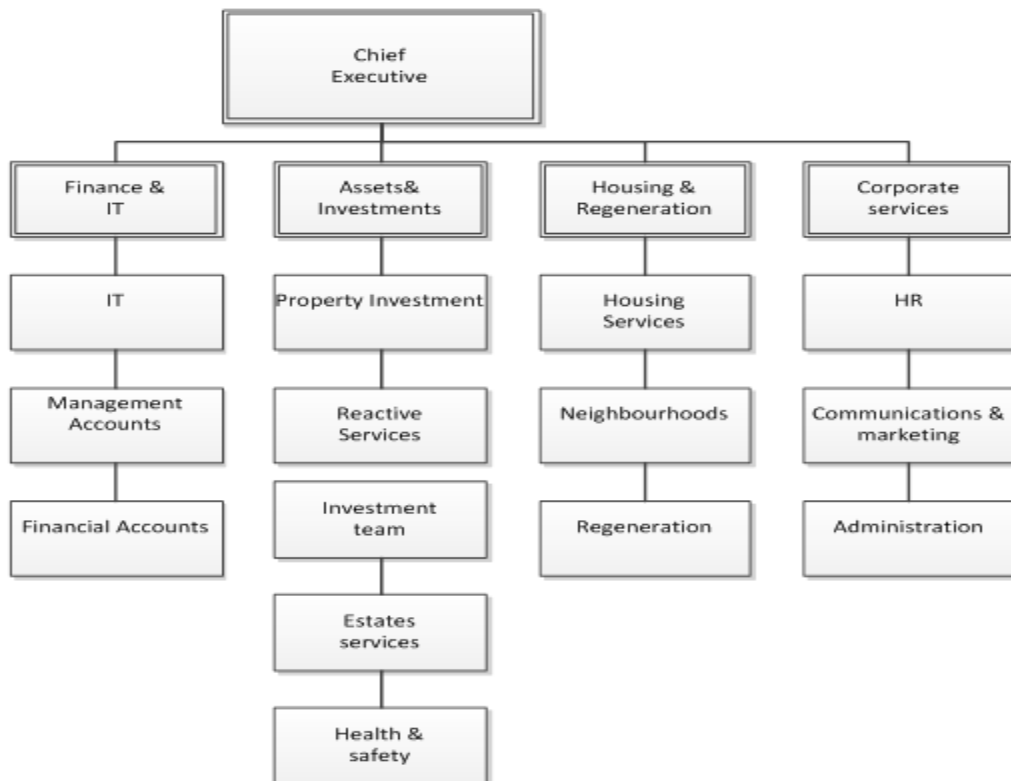 Chief
Executive
Finance &
IT
Assets&
Investments
Housing &
Regeneration
Corporate
services
IT
Property Investment
Housing
Services
HR
Management
Accounts
Reactive
Services
Neighbourhoods
Communications &
marketing
Financial Accounts
Investment
team
Regeneration
Administration
Estates
services
Health &
safety